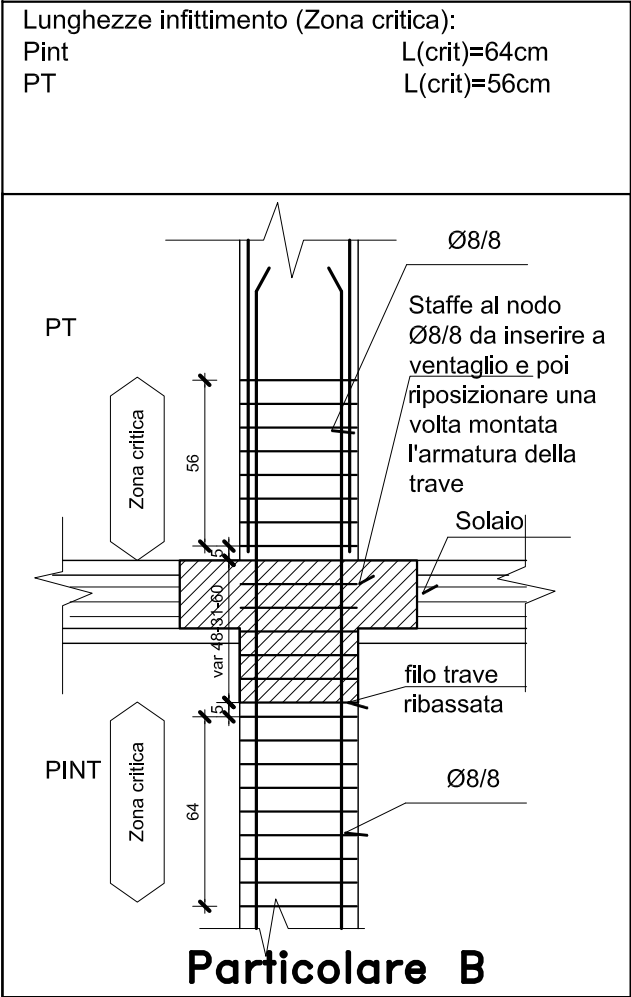 Lunghezze infittimento (Zona critica):
Pint L(crit)=64cm
PT L(crit)=56cm
Ø8/8
PT
Staffe al nodo
Ø8/8 da inserire a
ventaglio e poi
riposizionare una
volta montata
l'armatura della
trave
Zona critica
56
Solaio
5
var 48-31-60
filo trave
ribassata
5
PINT
Zona critica
64
Ø8/8
Particolare B